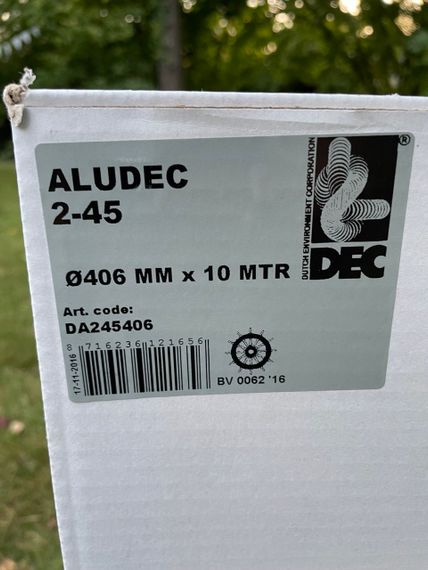 ALUDEC
2-45
Ø406 MM x 10 MTR
Art. code:
DA245406
17-11-2016
8 716236 121656
BV 0062 '16
DUTCH ENVIRONMENT CORPORATION
DEC
®